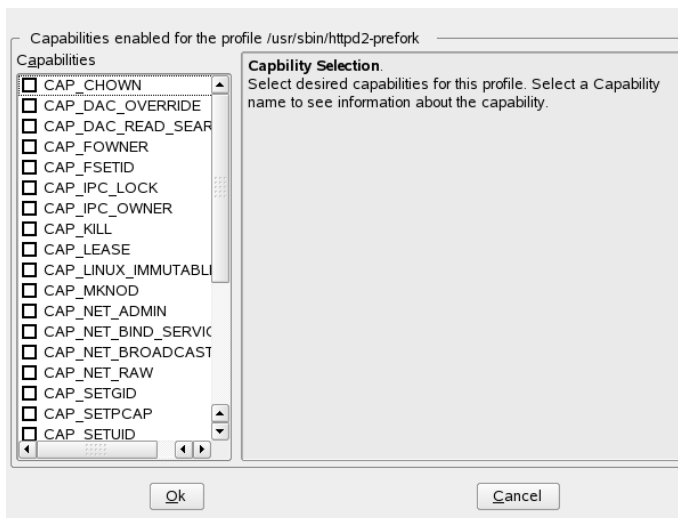 Capabilities enabled for the profile /usr/sbin/httpd2-prefork
Capabilities
CAP_CHOWN
CAP_DAC_OVERRIDE
CAP_DAC_READ_SEAR
CAP_FOWNER
CAP_FSETID
CAP_IPC_LOCK
CAP_IPC_OWNER
CAP_KILL
CAP_LEASE
CAP_LINUX_IMMUTABL
CAP_MKNOD
CAP_NET_ADMIN
CAP_NET_BIND_SERVIC
CAP_NET_BROADCAST
CAP_NET_RAW
CAP_SETGID
CAP_SETPCAP
CAP_SETUID
Capbility Selection.
Select desired capabilities for this profile. Select a Capability
name to see information about the capability.
Ok
Cancel